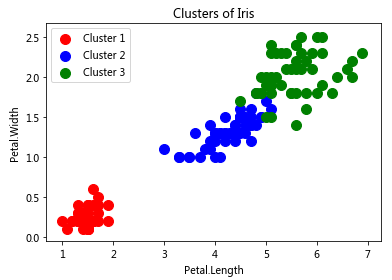 Clusters of Iris
Cluster 1
Cluster 2
Cluster 3
2.5
2.0
1.5
1.0
0.5
0.0
Petal.Width
1 2 3 4 5 6 7
Petal.Length